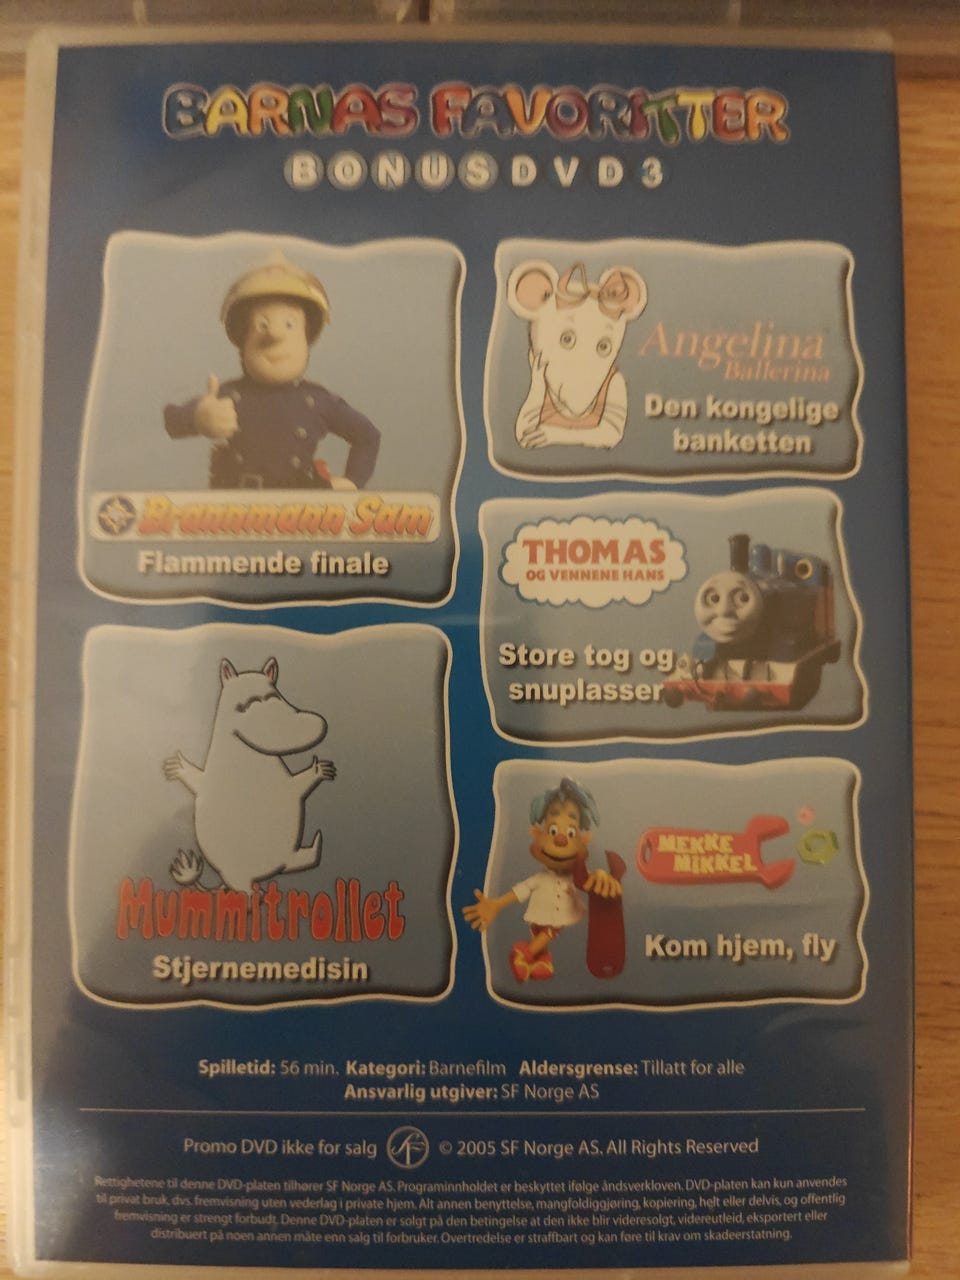 BARNAS FAVORITTER
BONUS DVD 3
Brannmann Sam
Flammende finale
Angelina
Ballerina
Den kongelige
banketten
THOMAS
OG VENNENE HANS
Store tog og
snuplasser
Mummitrollet
Stjernemedisin
MEKKE
MIKKEL
Kom hjem, fly
Spilletid: 56 min. Kategori: Barnefilm Aldersgrense: Tillatt for alle
Ansvarlig utgiver: SF Norge AS
Promo DVD ikke for salg SF © 2005 SF Norge AS. All Rights Reserved
Rettighetene til denne DVD-platen tilhører SF Norge AS. Programinnholdet er beskyttet ifølge åndsverkloven. DVD-platen kan kun anvendes
til privat bruk, dvs. fremvisning uten vederlag i private hjem. Alt annen benyttelse, mangfoldiggjøring, kopiering, helt eller delvis, og offentlig
fremvisning er strengt forbudt. Denne DVD-platen er solgt på den betingelse at den ikke blir videresolgt, videreutleid, eksportert eller
distribuert på noen annen måte enn salg til forbruker. Overtredelse er straffbart og kan føre til krav om skadeerstatning.